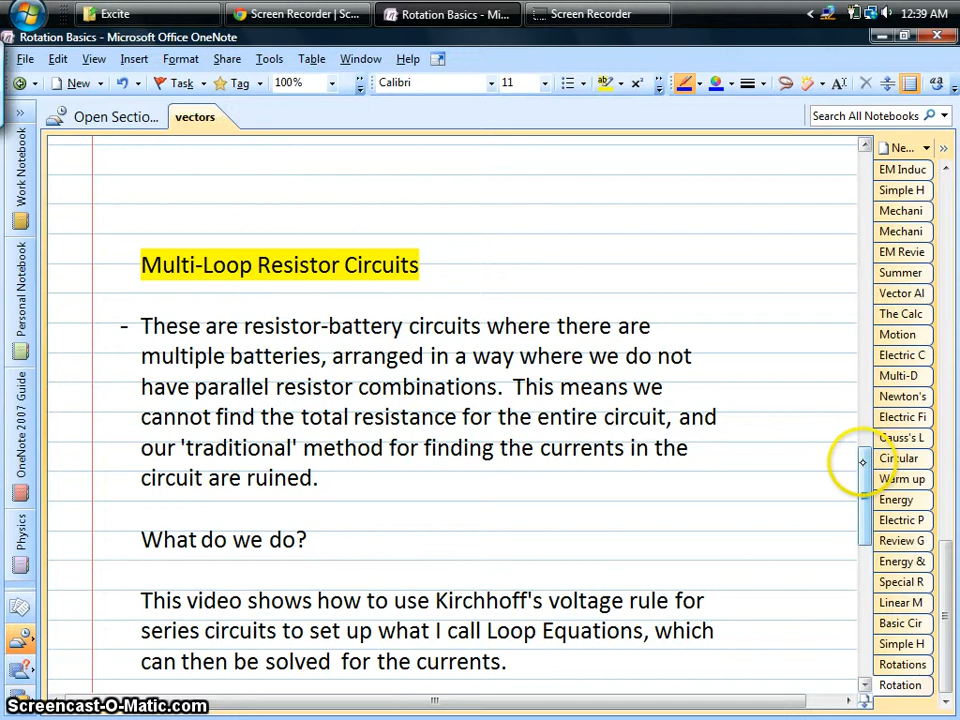 Excite
Screen Recorder | Sc...
Rotation Basics - Mi...
Screen Recorder
12:39 AM
Rotation Basics - Microsoft Office OneNote
File Edit View Insert Format Share Tools Table Window Help
New Task Tag 100% Calibri 11
Open Sectio...
vectors
Search All Notebooks
Work Notebook
Personal Notebook
OneNote 2007 Guide
Physics
Multi-Loop Resistor Circuits
- These are resistor-battery circuits where there are
multiple batteries, arranged in a way where we do not
have parallel resistor combinations. This means we
cannot find the total resistance for the entire circuit, and
our 'traditional' method for finding the currents in the
circuit are ruined.
What do we do?
This video shows how to use Kirchhoff's voltage rule for
series circuits to set up what I call Loop Equations, which
can then be solved for the currents.
Ne...
EM Induc
Simple H
Mechani
Mechani
EM Revie
Summer
Vector Al
The Calc
Motion
Electric C
Multi-D
Newton's
Electric Fi
Gauss's L
Circular
Warm up
Energy
Electric P
Review G
Energy &
Special R
Linear M
Basic Cir
Simple H
Rotations
Rotation
Screencast-O-Matic.com